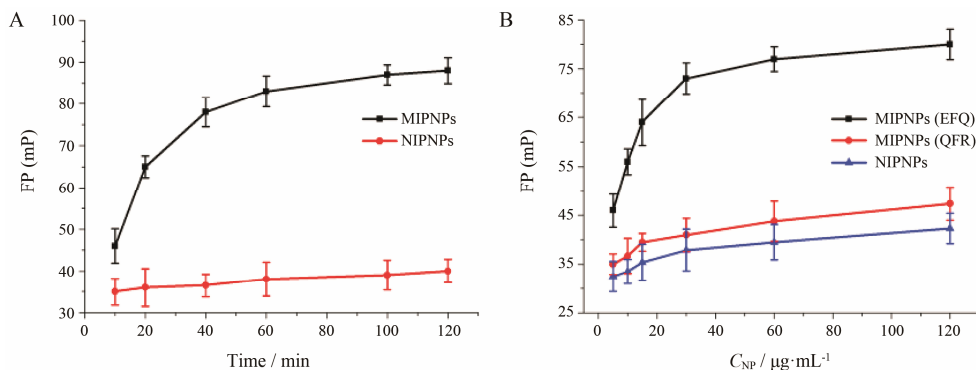 A
100
90
80
70
60
50
40
30
FP (mP)
MIPNPs
NIPNPs
0 20 40 60 80 100 120
Time / min
B
85
75
65
55
45
35
25
FP (mP)
MIPNPs (EFQ)
MIPNPs (QFR)
NIPNPs
0 20 40 60 80 100 120
C_NP / μg·mL⁻¹